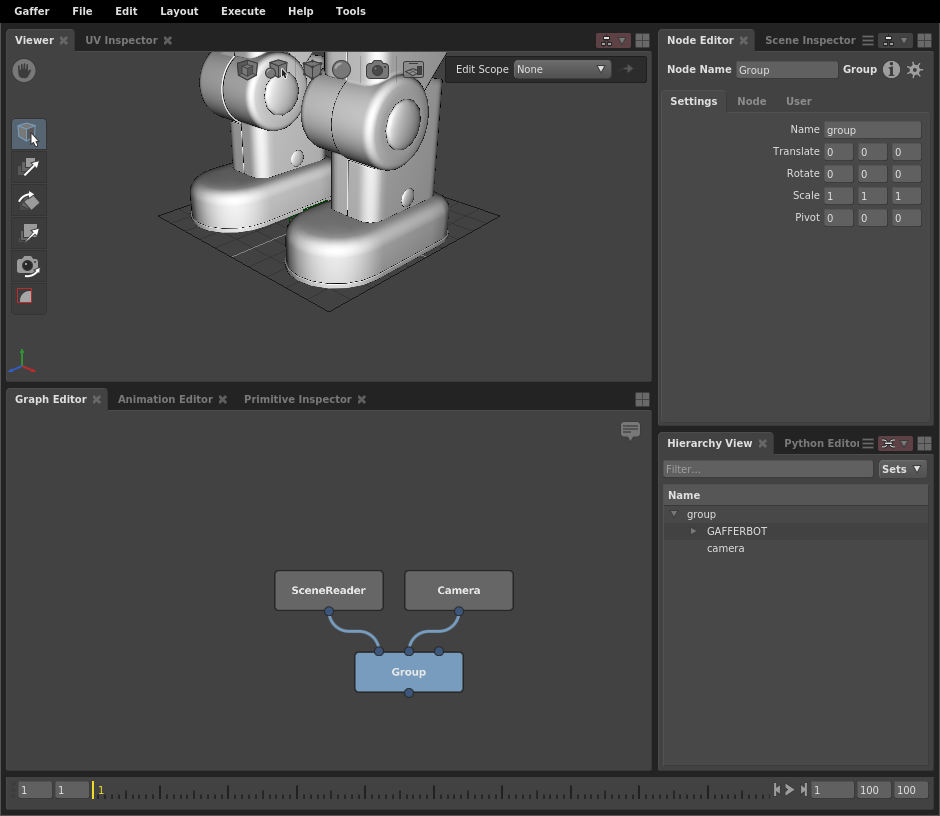 Gaffer File Edit Layout Execute Help Tools
Viewer UV Inspector
Edit Scope None
Node Editor Scene Inspector
Node Name Group Group
Settings Node User
Name group
Translate 0 0 0
Rotate 0 0 0
Scale 1 1 1
Pivot 0 0 0
Graph Editor Animation Editor Primitive Inspector
SceneReader Camera
Group
Hierarchy View Python Editor
Filter... Sets
Name
group
GAFFERBOT
camera
1 1 1 1 100 100